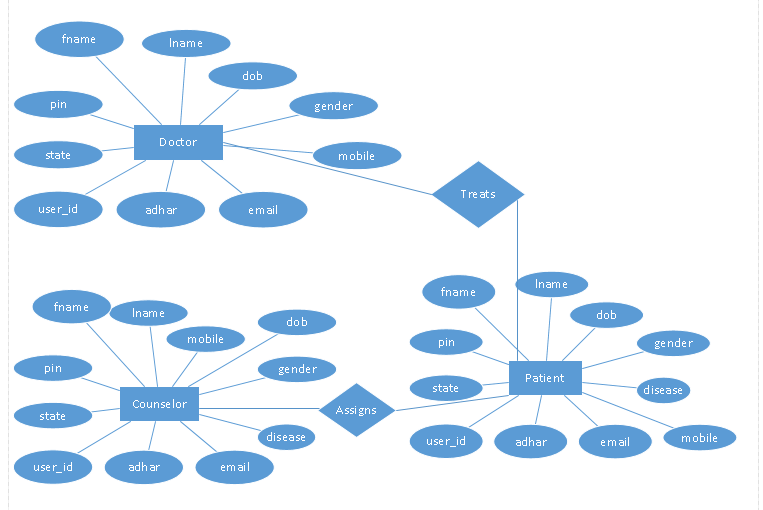 fname
lname
dob
pin
gender
Doctor
state
mobile
Treats
user_id
adhar
email
fname
lname
mobile
dob
pin
gender
Counselor
state
Assigns
disease
user_id
adhar
email
fname
lname
dob
pin
gender
Patient
state
disease
user_id
adhar
email
mobile